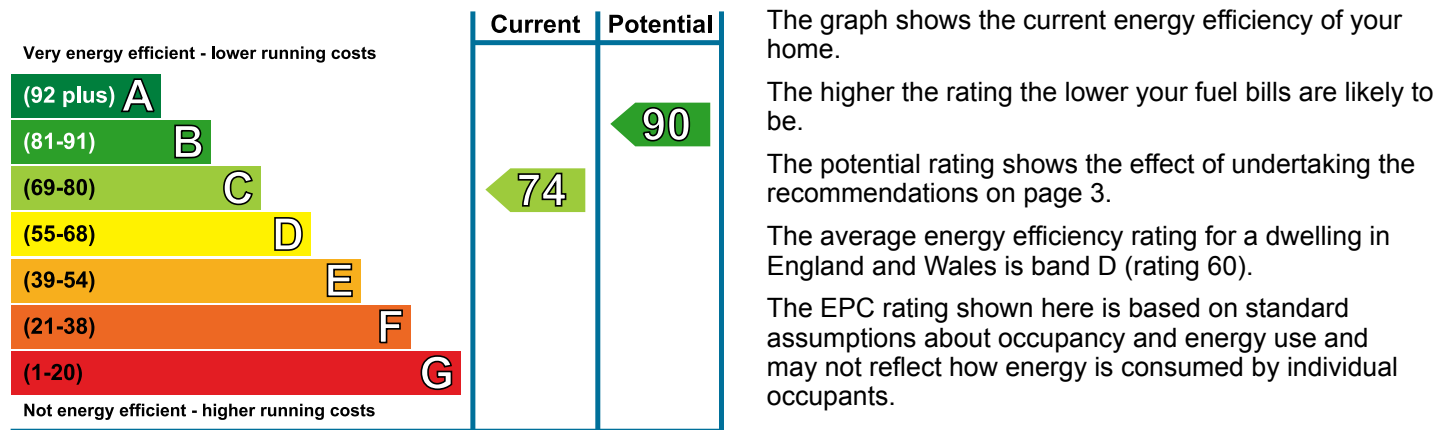 Current Potential
Very energy efficient - lower running costs
(92 plus) A
(81-91) B
(69-80) C
(55-68) D
(39-54) E
(21-38) F
(1-20) G
Not energy efficient - higher running costs
74
90
The graph shows the current energy efficiency of your
home.
The higher the rating the lower your fuel bills are likely to
be.
The potential rating shows the effect of undertaking the
recommendations on page 3.
The average energy efficiency rating for a dwelling in
England and Wales is band D (rating 60).
The EPC rating shown here is based on standard
assumptions about occupancy and energy use and
may not reflect how energy is consumed by individual
occupants.